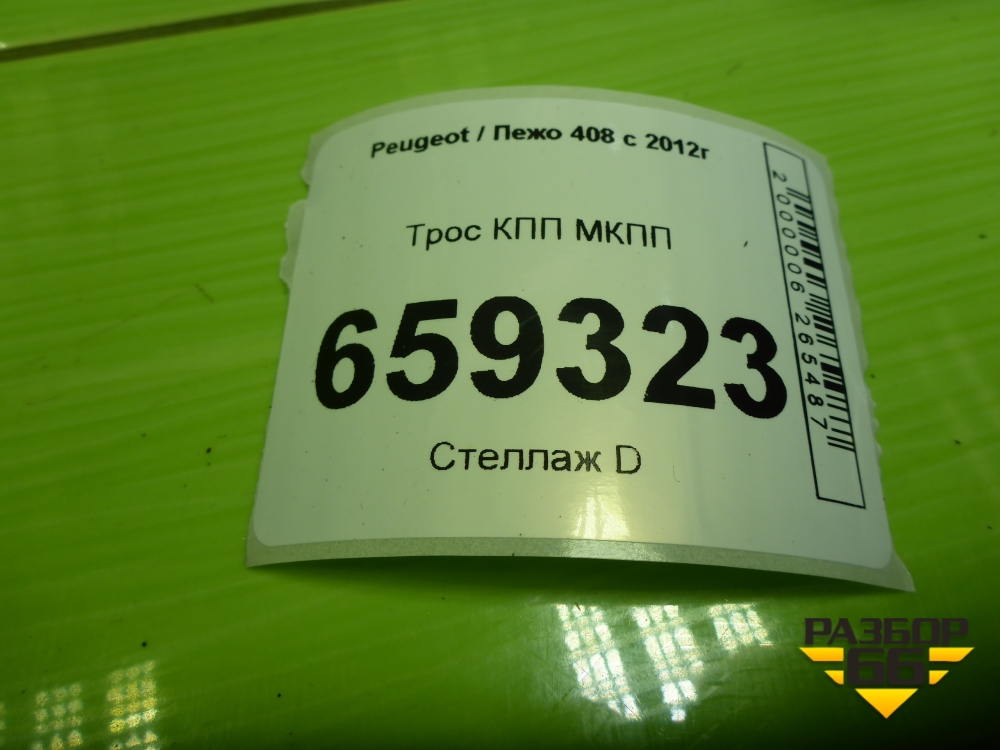 Peugeot / Пежо 408 с 2012г
Трос КПП МКПП
659323
Стеллаж D
2000006265487
РАЗБОР
66